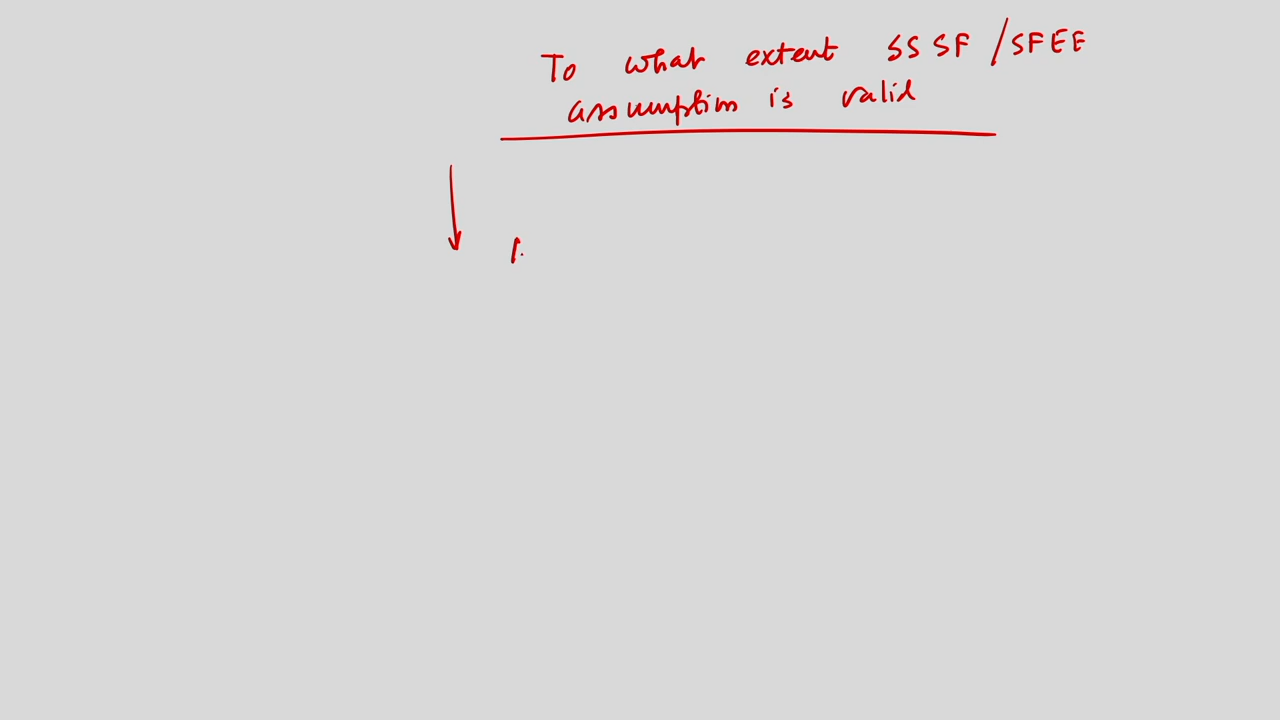 To what extent SSSF/SFEE
assumption is valid